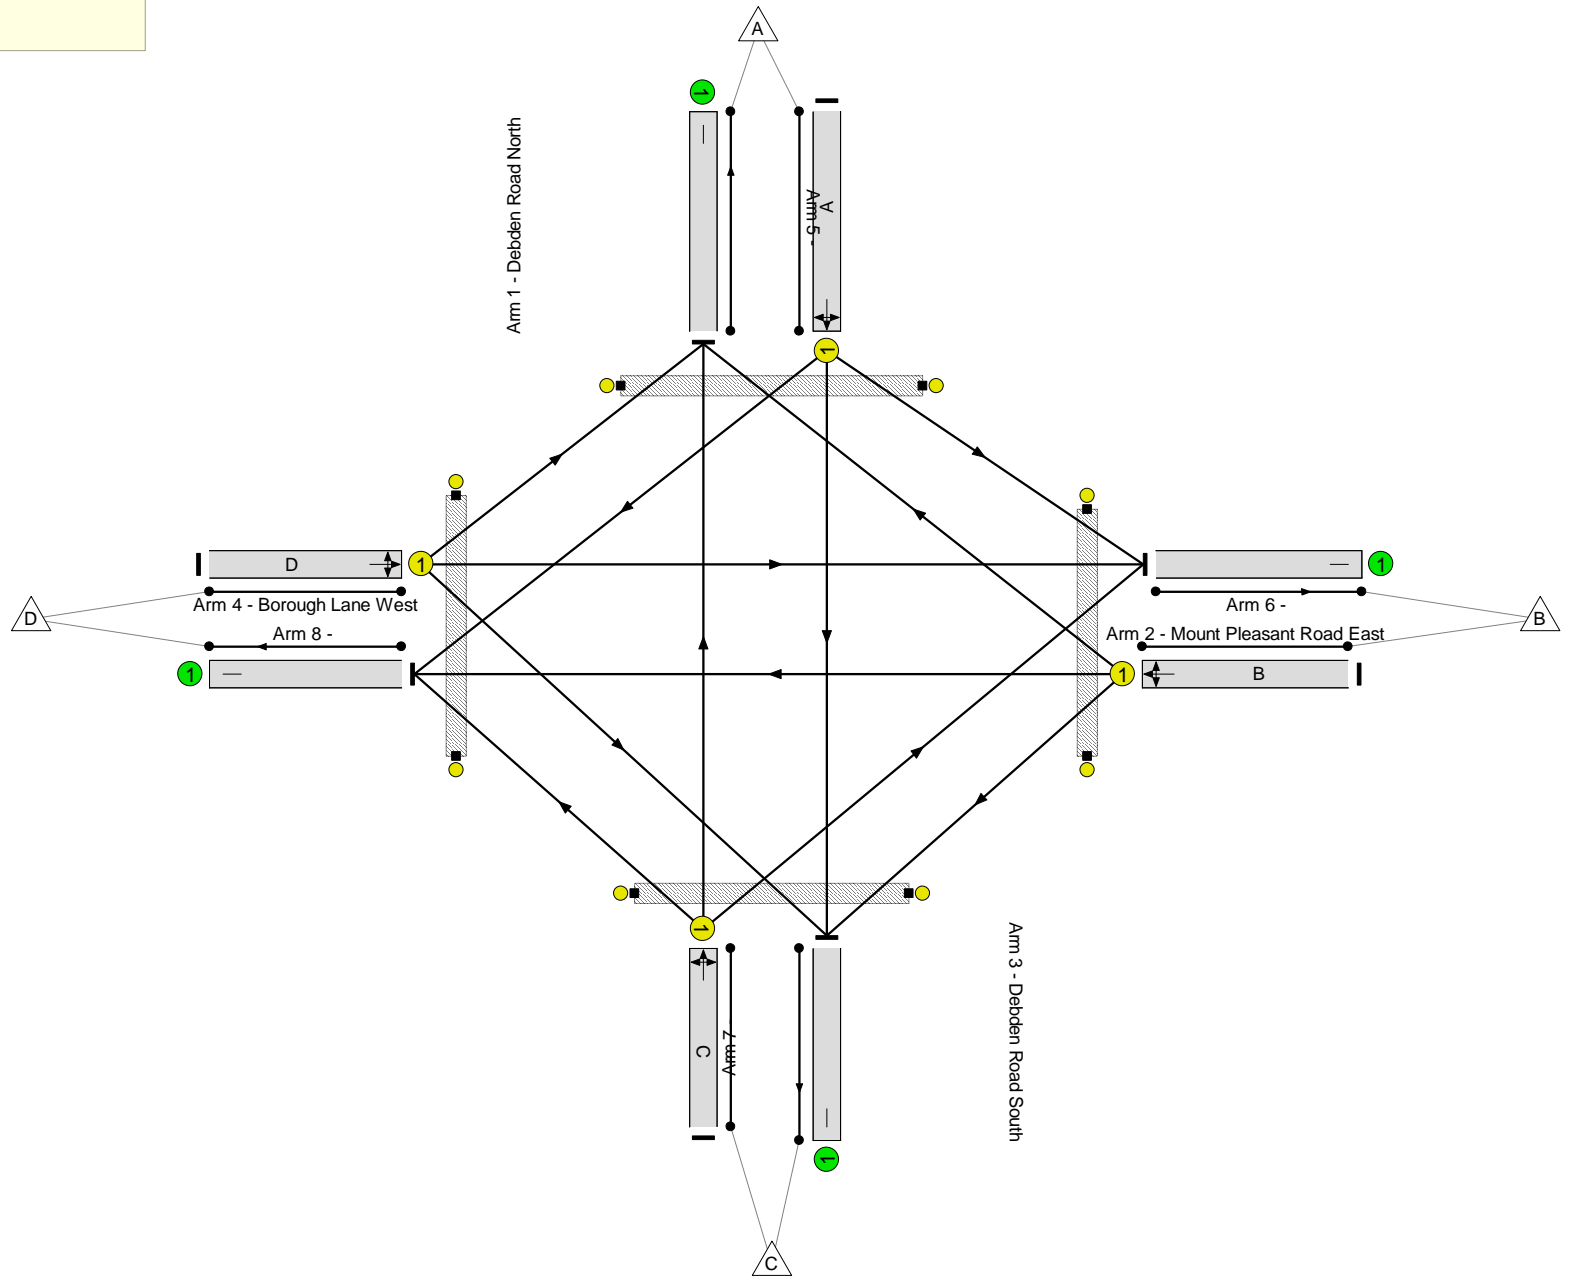 A
1
Arm 1 - Debden Road North
A
Arm 5 -
1
D
1
1
1
D
Arm 4 - Borough Lane West
Arm 6 -
B
Arm 8 -
Arm 2 - Mount Pleasant Road East
1
1
B
1
Arm 3 - Debden Road South
C
Arm 7 -
1
C